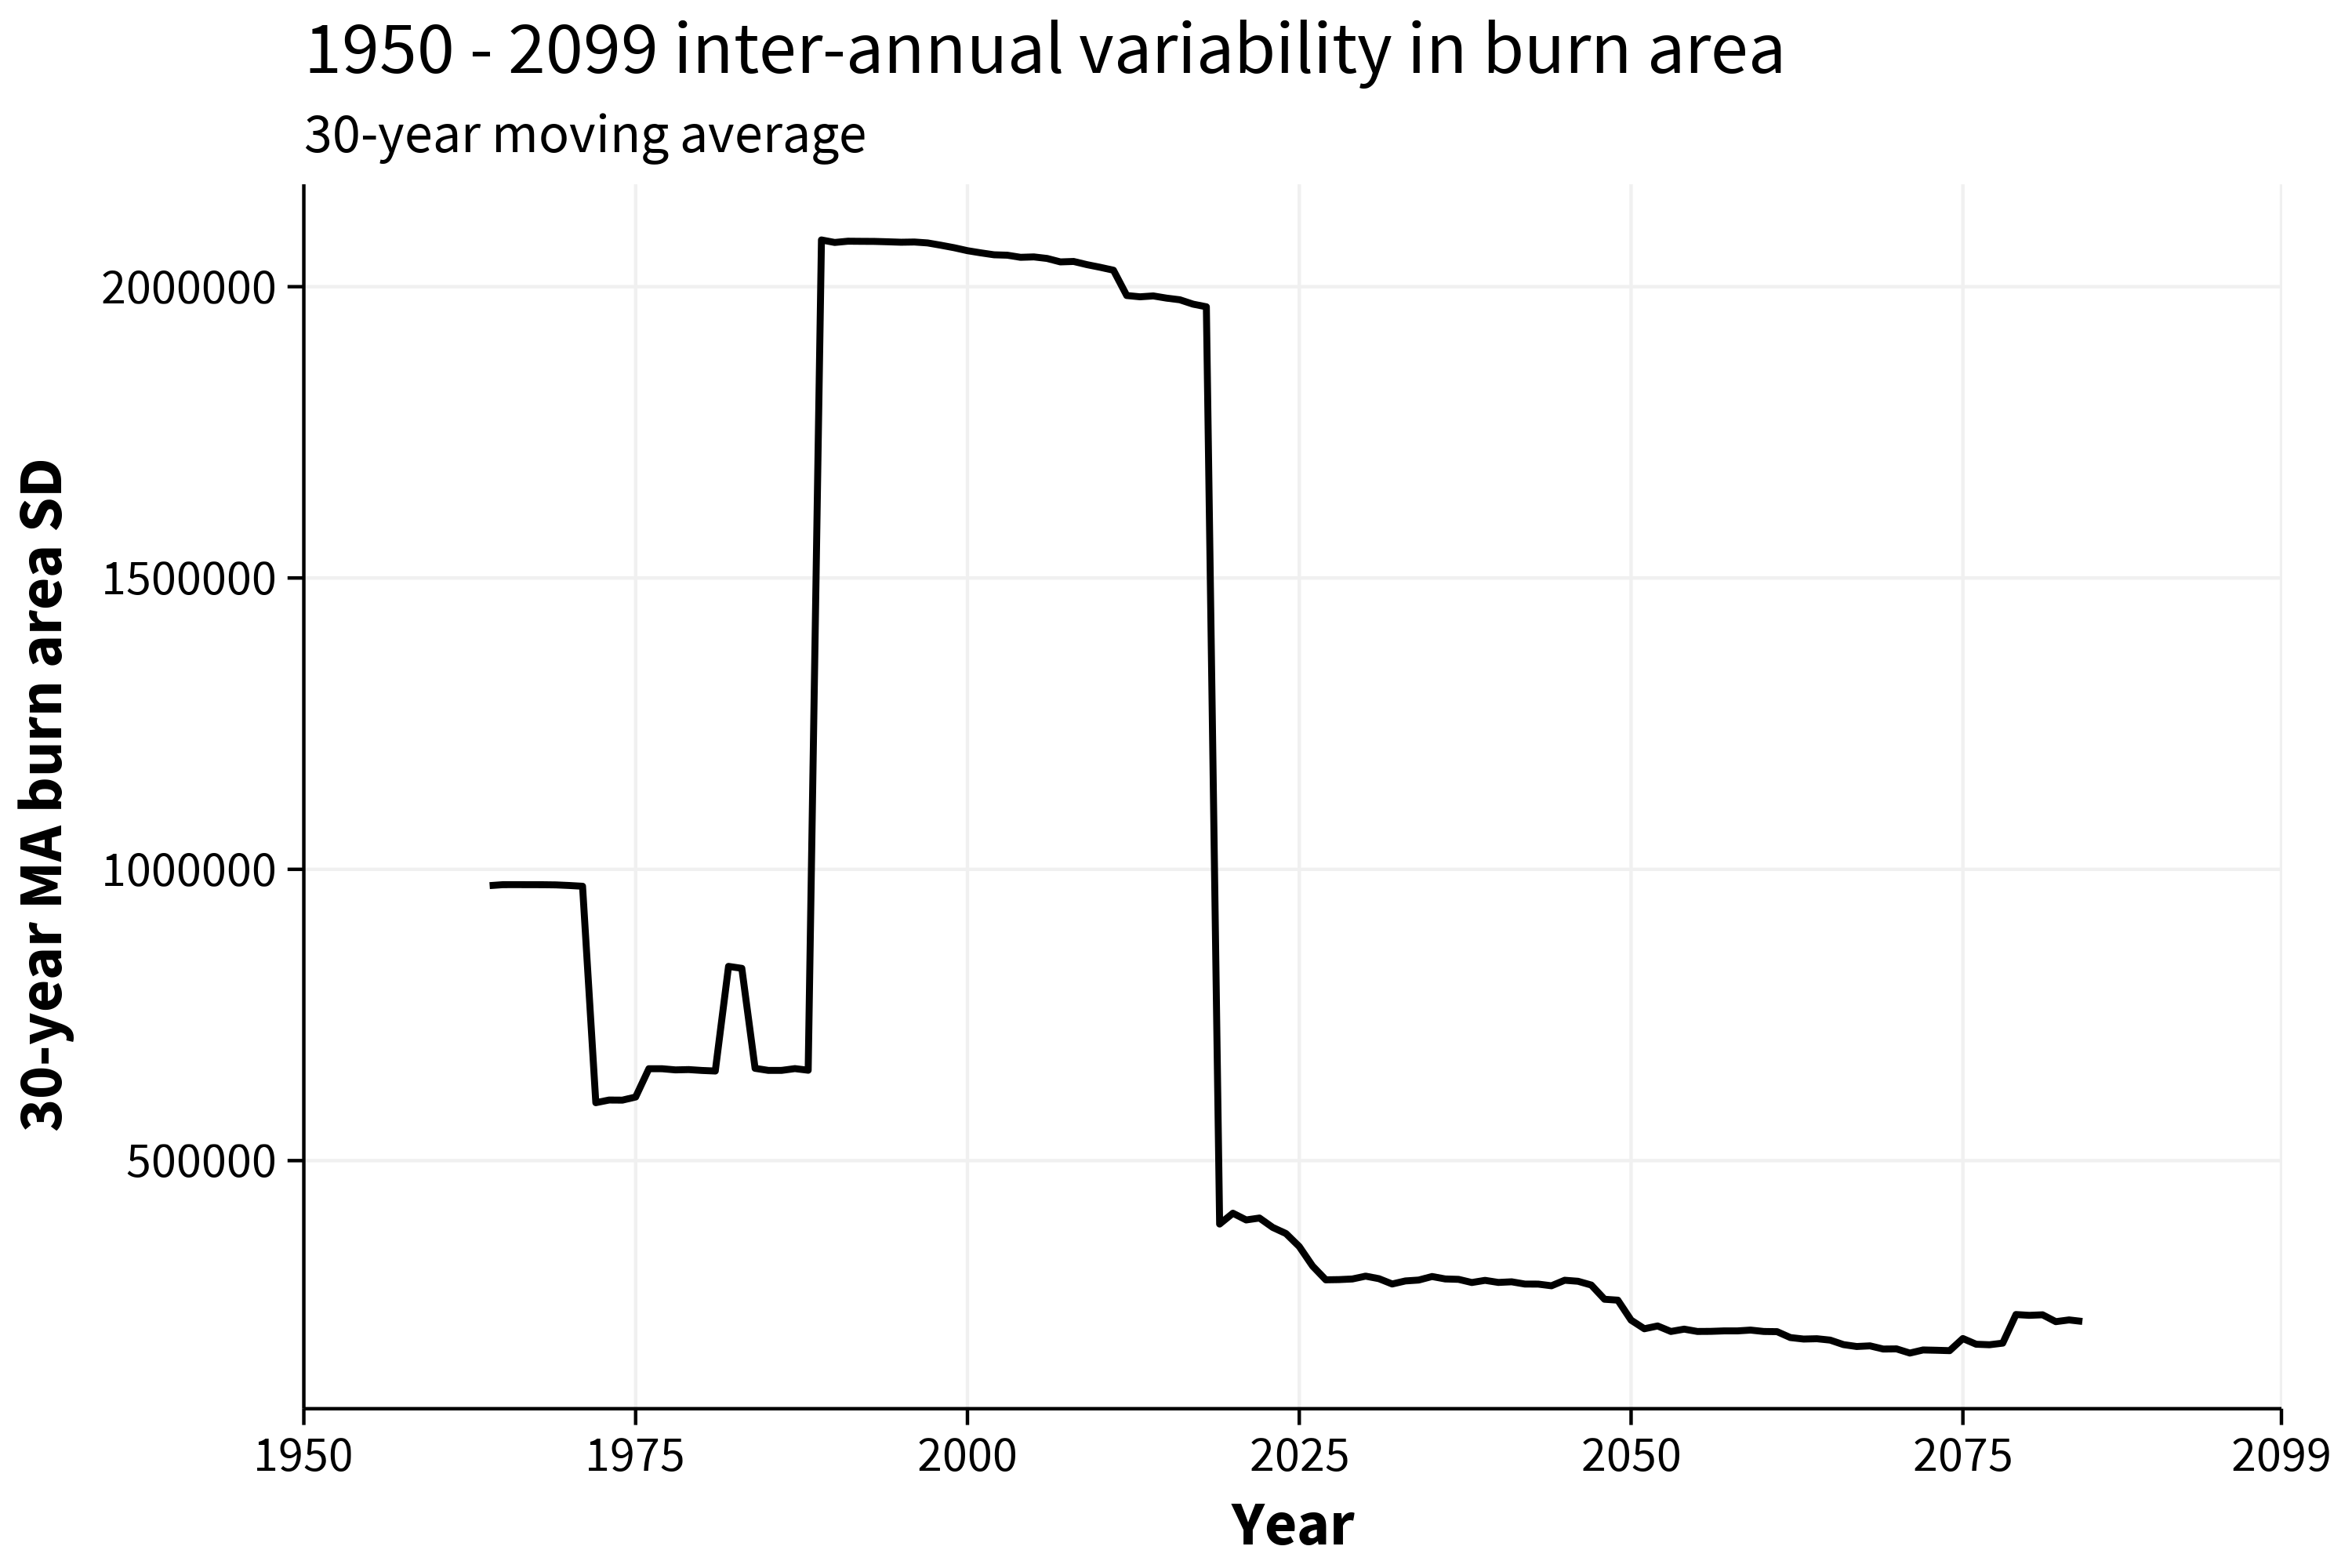 1950 - 2099 inter-annual variability in burn area
30-year moving average
30-year MA burn area SD
2000000
1500000
1000000
500000
1950 1975 2000 2025 2050 2075 2099
Year